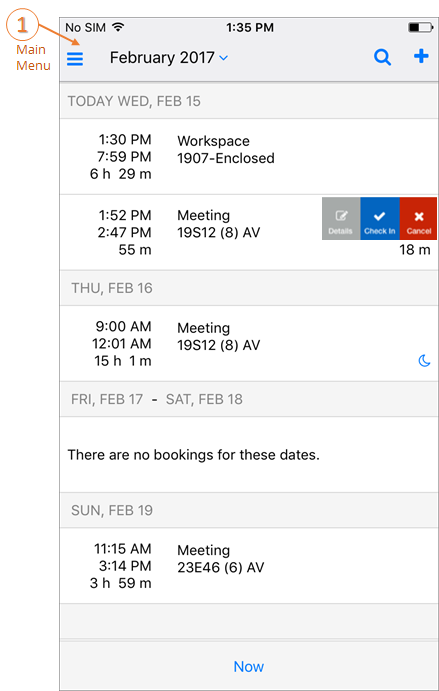 1
Main
Menu
No SIM 1:35 PM
February 2017
TODAY WED, FEB 15
1:30 PM Workspace
7:59 PM 1907-Enclosed
6 h 29 m
1:52 PM Meeting
2:47 PM 19S12 (8) AV
Details Check In Cancel
55 m 18 m
THU, FEB 16
9:00 AM Meeting
12:01 AM 19S12 (8) AV
15 h 1 m
FRI, FEB 17 - SAT, FEB 18
There are no bookings for these dates.
SUN, FEB 19
11:15 AM Meeting
3:14 PM 23E46 (6) AV
3 h 59 m
Now